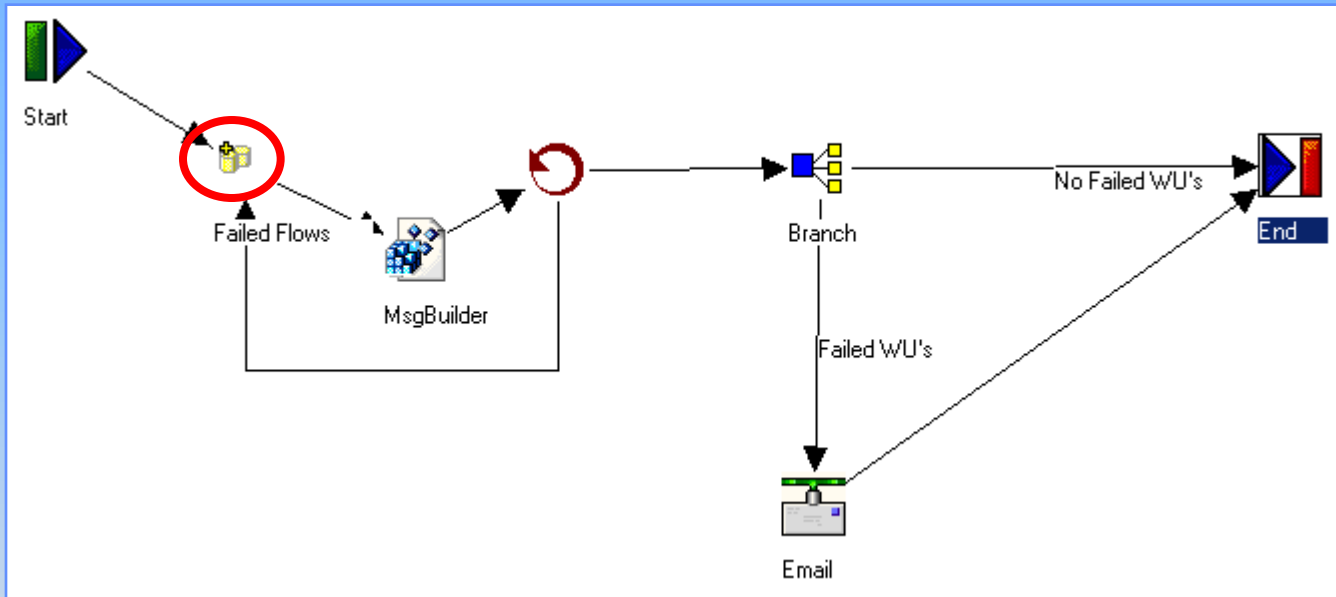 Start
Failed Flows
MsgBuilder
Branch
No Failed WU's
End
Failed WU's
Email